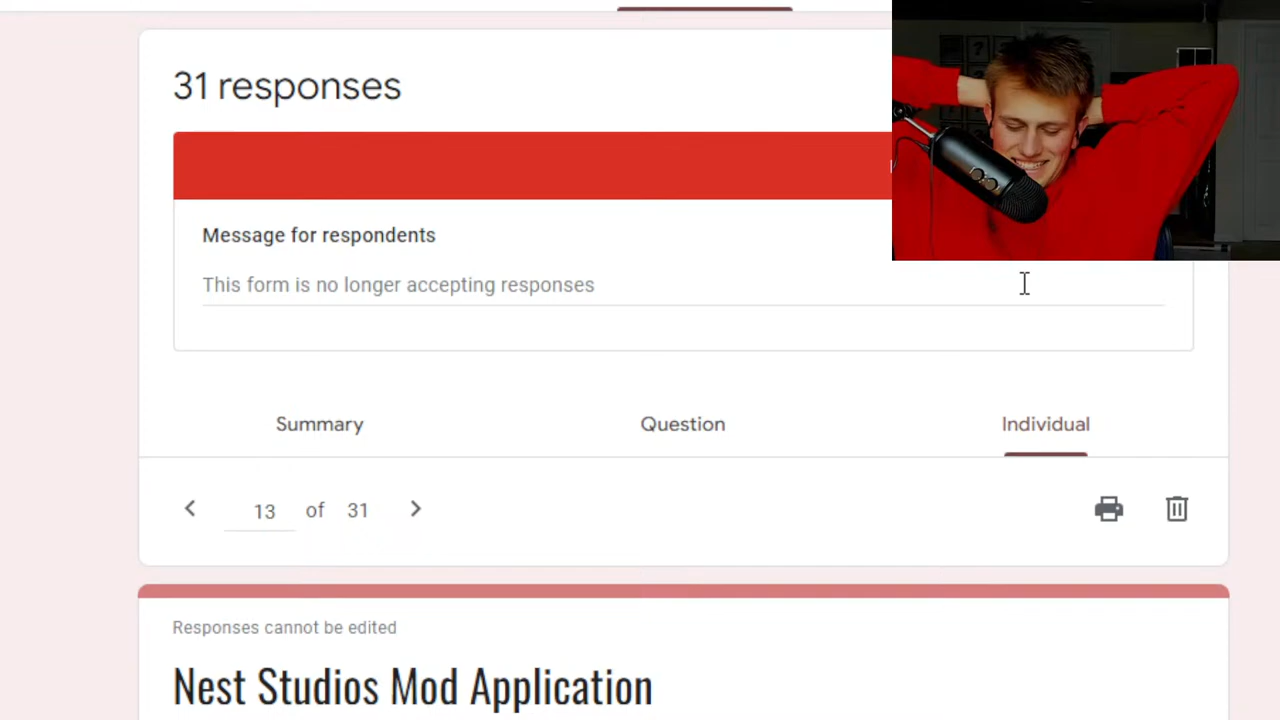 31 responses
Message for respondents
This form is no longer accepting responses
Summary Question Individual
13 of 31
Responses cannot be edited
Nest Studios Mod Application